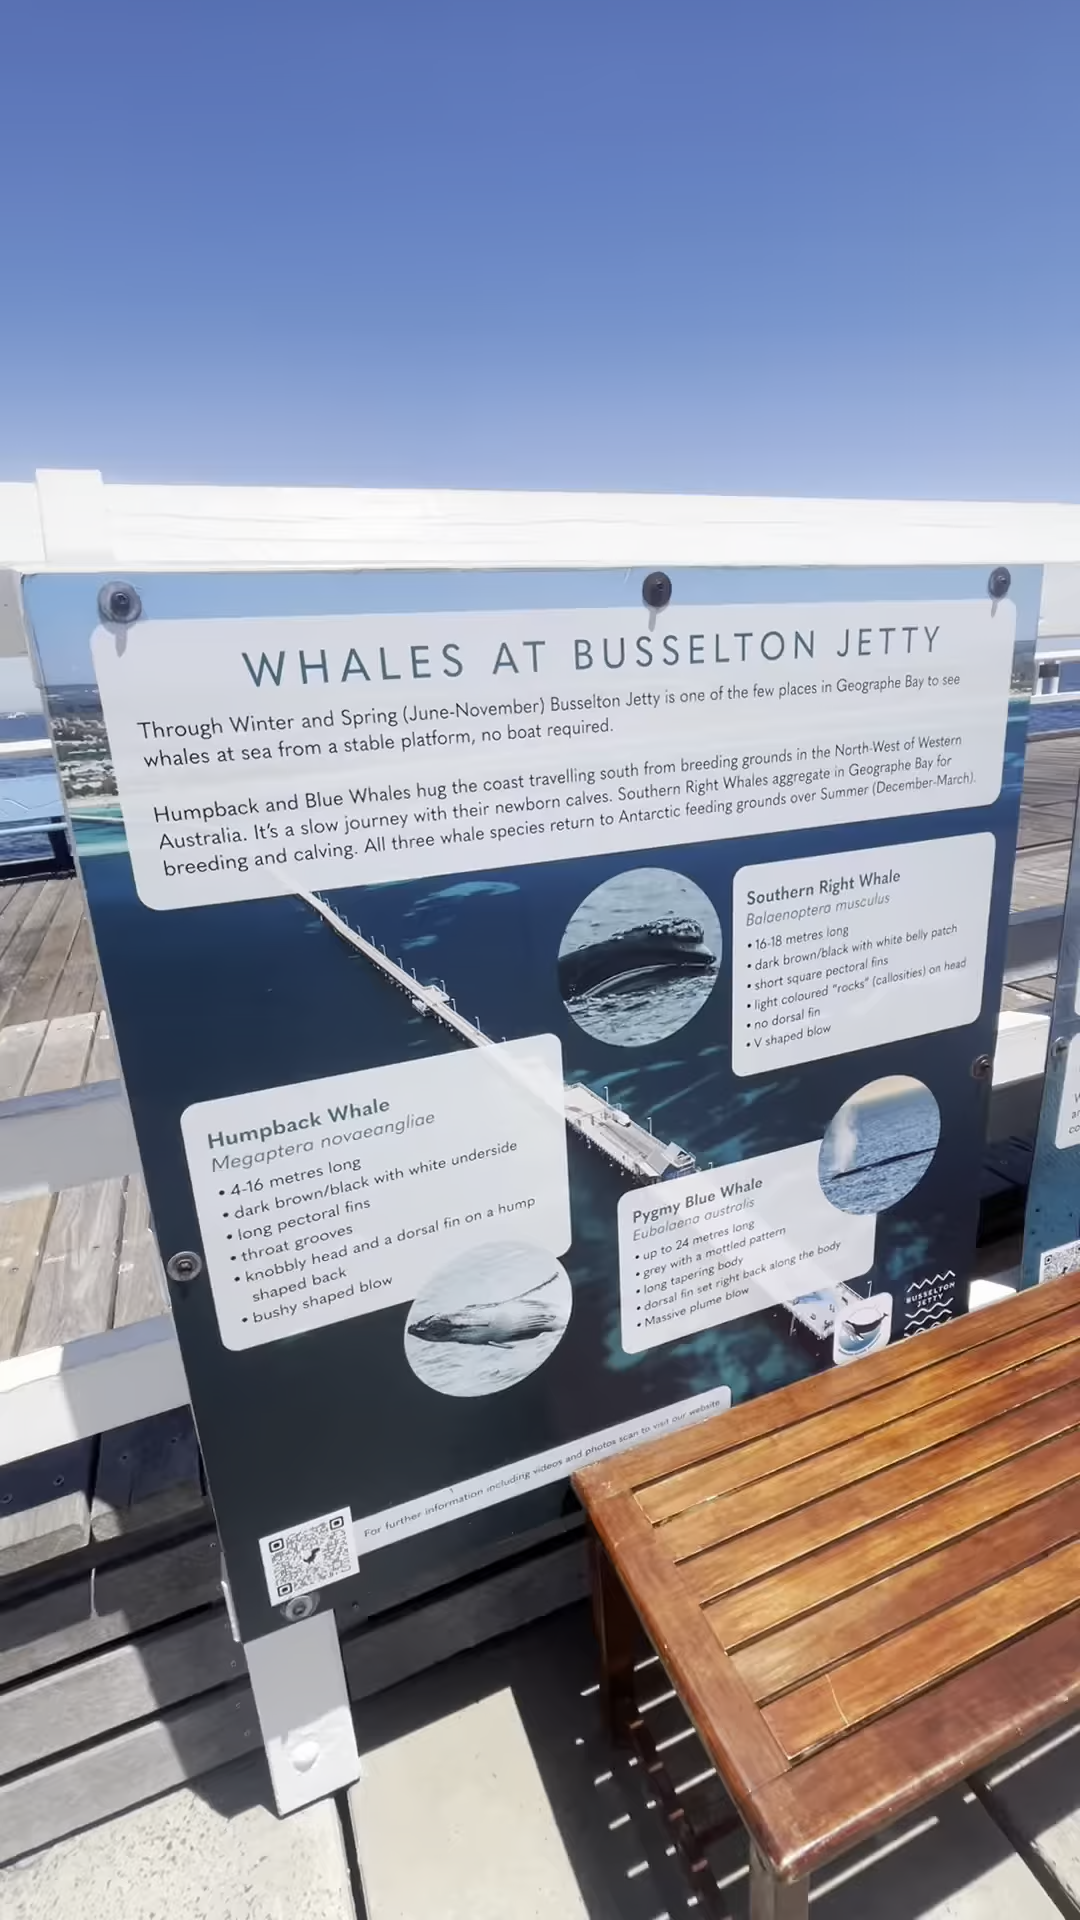 WHALES AT BUSSELTON JETTY
Through Winter and Spring (June-November) Busselton Jetty is one of the few places in Geographe Bay to see
whales at sea from a stable platform, no boat required.
Humpback and Blue Whales hug the coast travelling south from breeding grounds in the North-West of Western
Australia. It's a slow journey with their newborn calves. Southern Right Whales aggregate in Geographe Bay for
breeding and calving. All three whale species return to Antarctic feeding grounds over Summer (December-March).
Southern Right Whale
Balaenoptera musculus
• 16-18 metres long
• dark brown/black with white belly patch
• short square pectoral fins
• light coloured "rocks" (callosities) on head
• no dorsal fin
• V shaped blow
Humpback Whale
Megaptera novaeangliae
• 4-16 metres long
• dark brown/black with white underside
• long pectoral fins
• throat grooves
• knobbly head and a dorsal fin on a hump
shaped back
• bushy shaped blow
Pygmy Blue Whale
Eubalaena australis
• up to 24 metres long
• grey with a mottled pattern
• long tapering body
• dorsal fin set right back along the body
• Massive plume blow
BUSSELTON
JETTY
For further information including videos and photos scan to visit our website